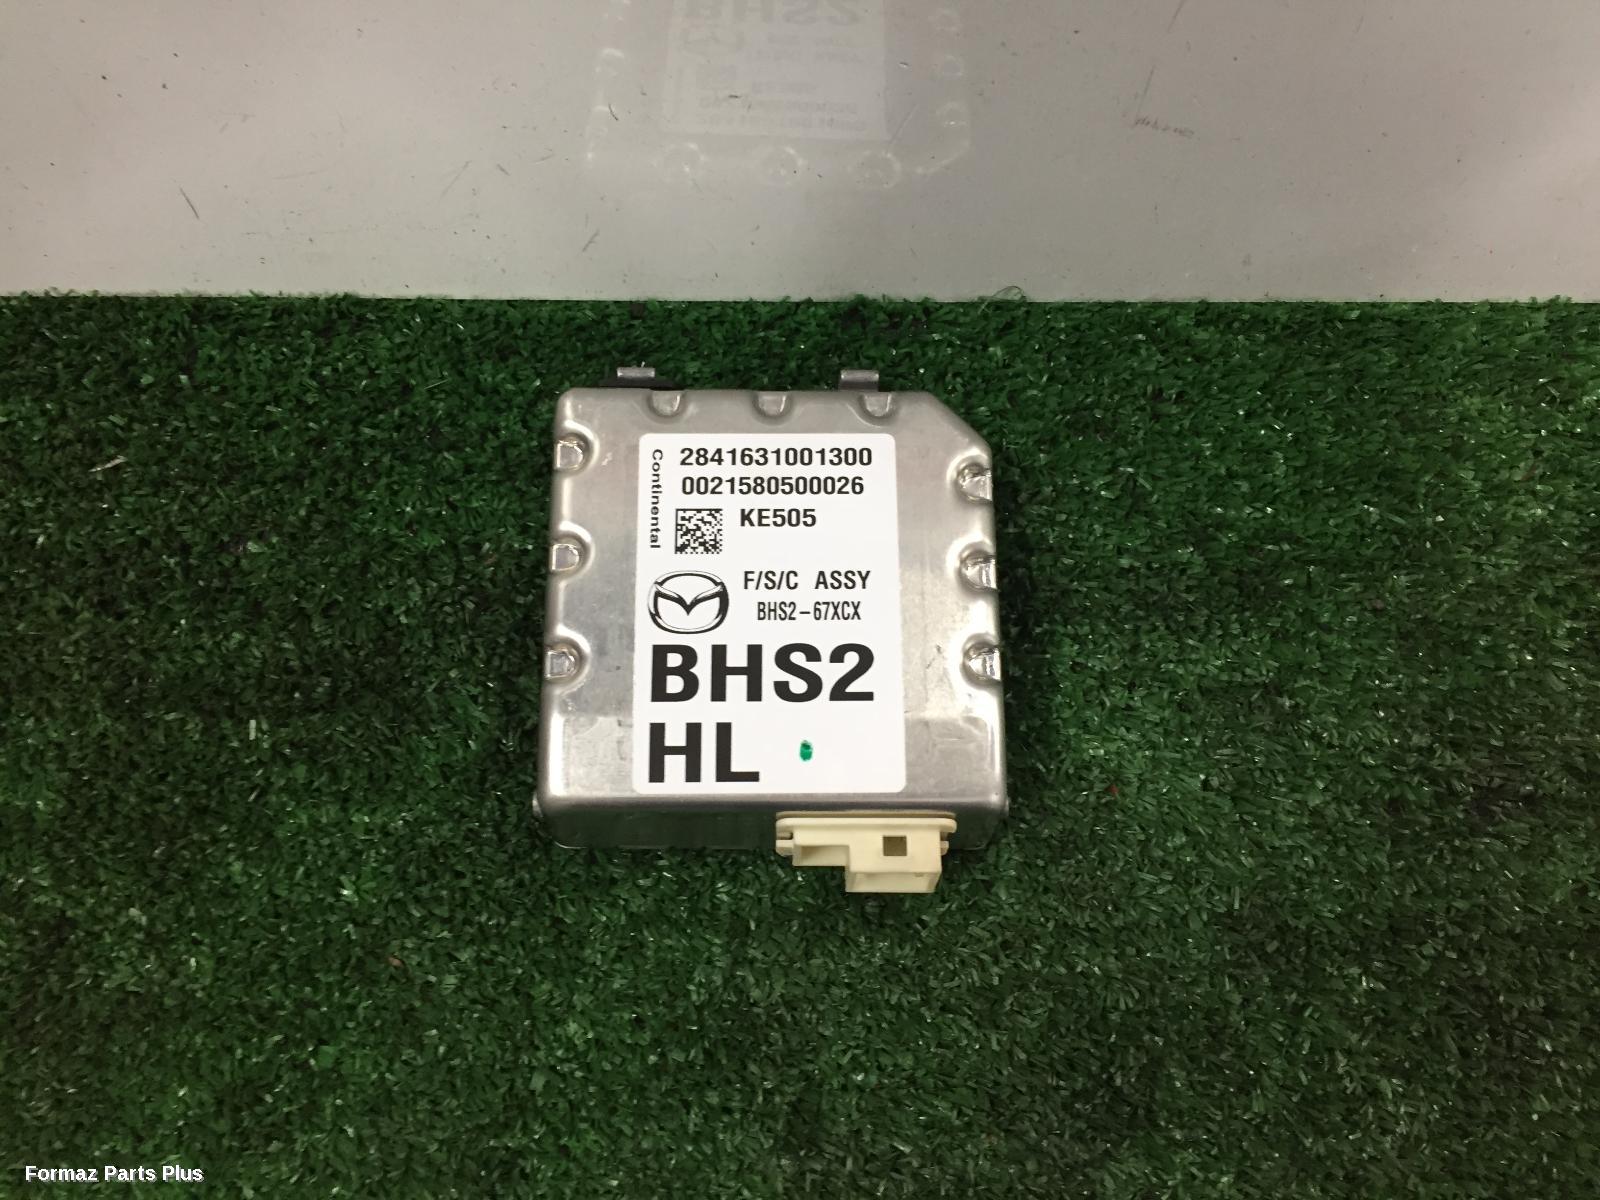 Continental
2841631001300
0021580500026
KE505
F/S/C ASSY
BHS2-67XCX
BHS2
HL
Formaz Parts Plus